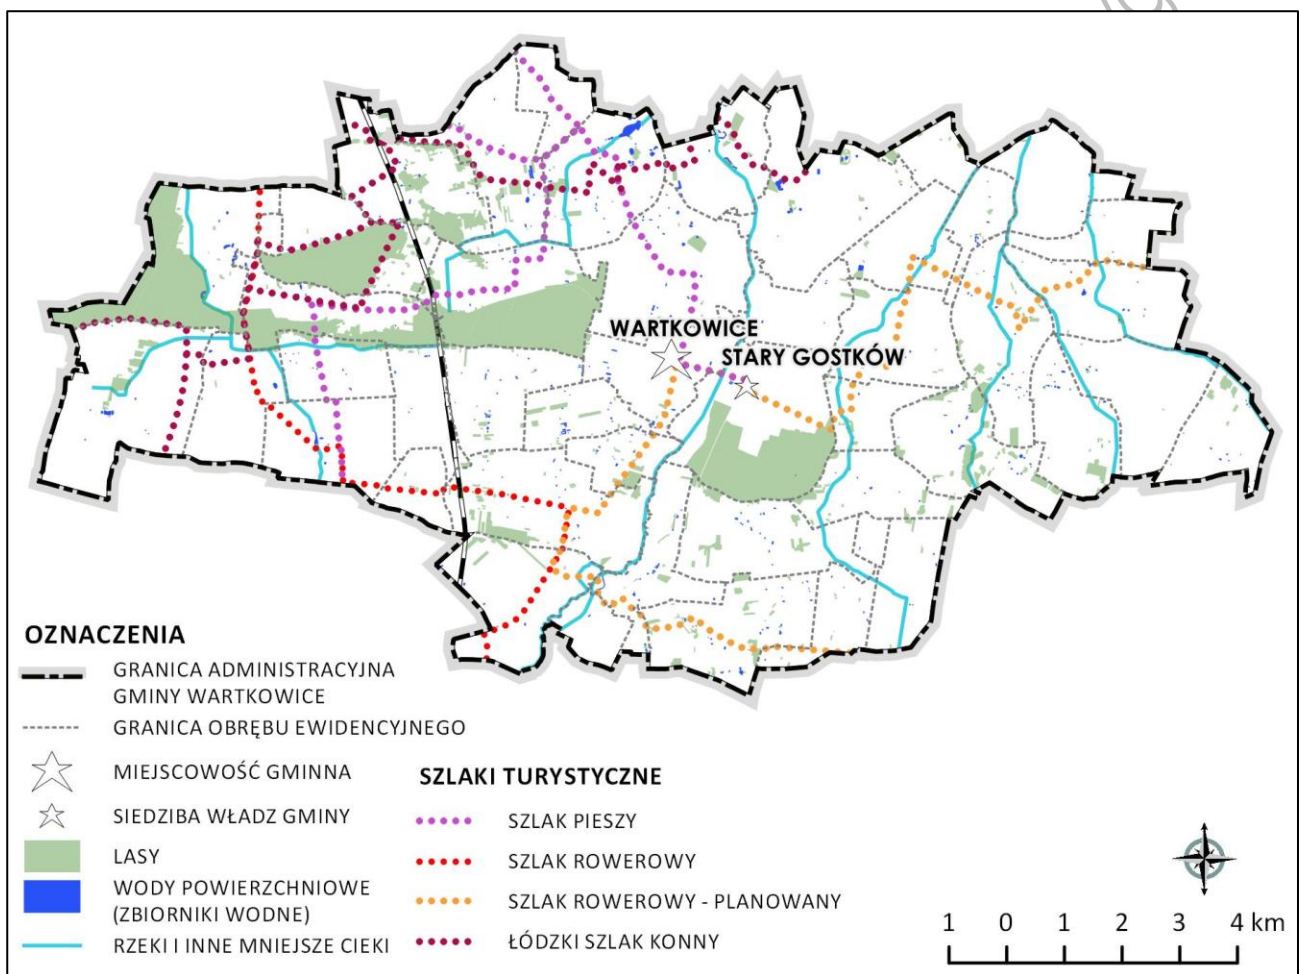 WARTKOWICE
STARY GOSTKÓW
OZNACZENIA
GRANICA ADMINISTRACYJNA
GMINY WARTKOWICE
GRANICA OBRĘBU EWIDENCYJNEGO
MIEJSCOWOŚĆ GMINNA
SIEDZIBA WŁADZ GMINY
LASY
WODY POWIERZCHNIOWE
(ZBIORNIKI WODNE)
RZEKI I INNE MNIEJSZE CIEKI
SZLAKI TURYSTYCZNE
SZLAK PIESZY
SZLAK ROWEROWY
SZLAK ROWEROWY - PLANOWANY
ŁÓDZKI SZLAK KONNY
1 0 1 2 3 4 km